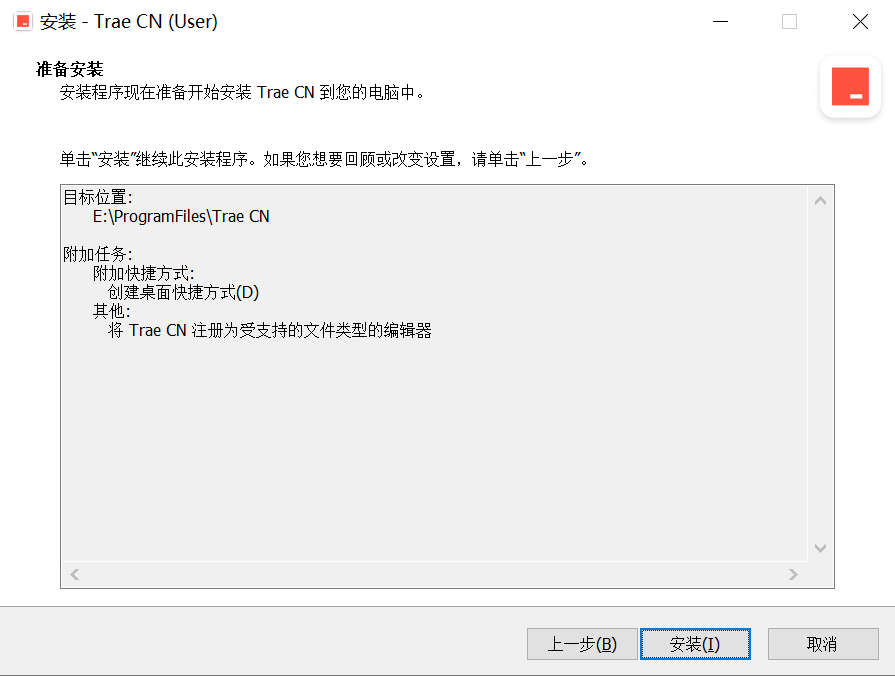 安装 - Trae CN (User)
准备安装
安装程序现在准备开始安装 Trae CN 到您的电脑中。
单击“安装”继续此安装程序。如果您想要回顾或改变设置，请单击“上一步”。
目标位置:
E:\ProgramFiles\Trae CN
附加任务:
附加快捷方式:
创建桌面快捷方式(D)
其他:
将 Trae CN 注册为受支持的文件类型的编辑器
上一步(B) 安装(I) 取消